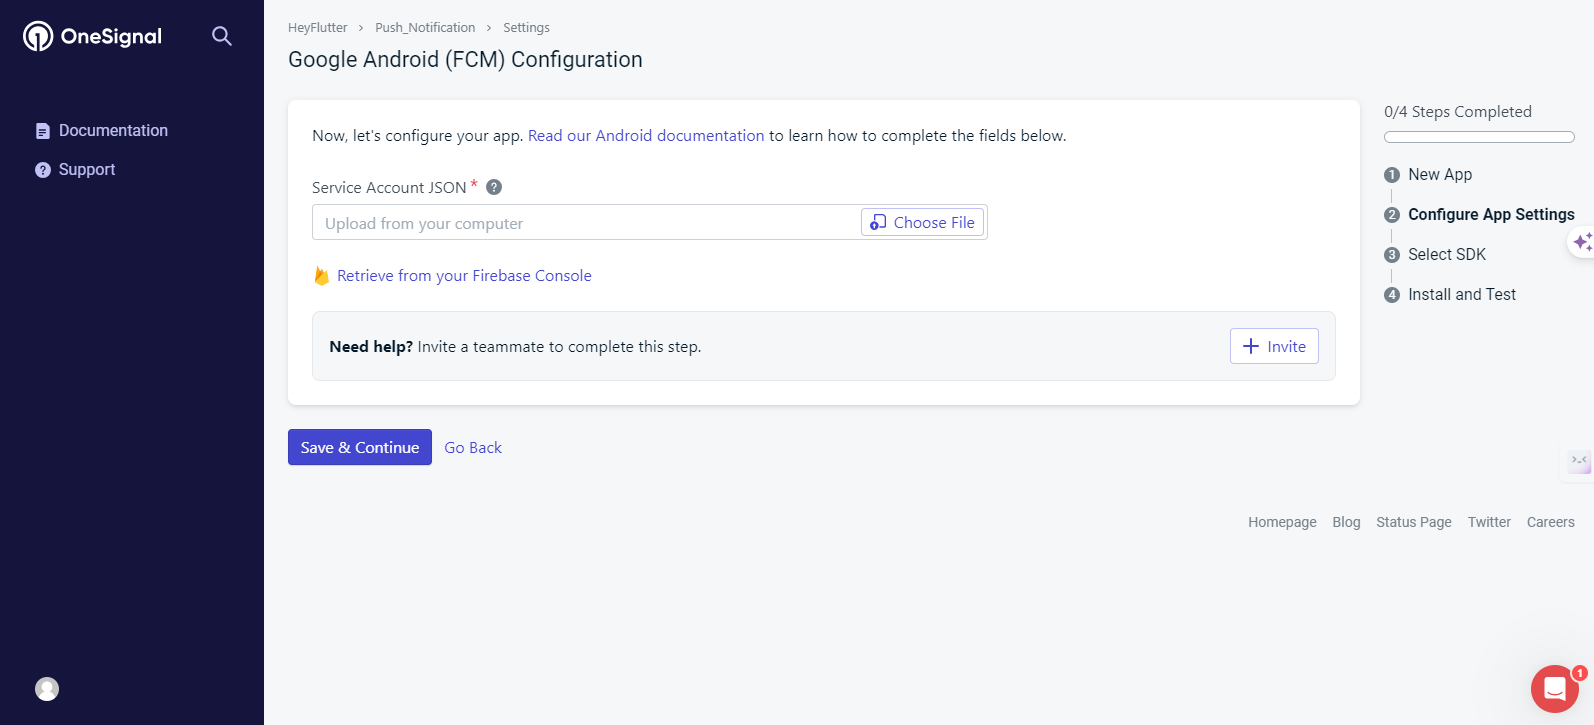 OneSignal
Documentation
Support
HeyFlutter › Push_Notification › Settings
Google Android (FCM) Configuration
Now, let's configure your app. Read our Android documentation to learn how to complete the fields below.
Service Account JSON * ?
Upload from your computer
Choose File
Retrieve from your Firebase Console
Need help? Invite a teammate to complete this step.
+ Invite
Save & Continue
Go Back
0/4 Steps Completed
1 New App
2 Configure App Settings
3 Select SDK
4 Install and Test
Homepage Blog Status Page Twitter Careers
1